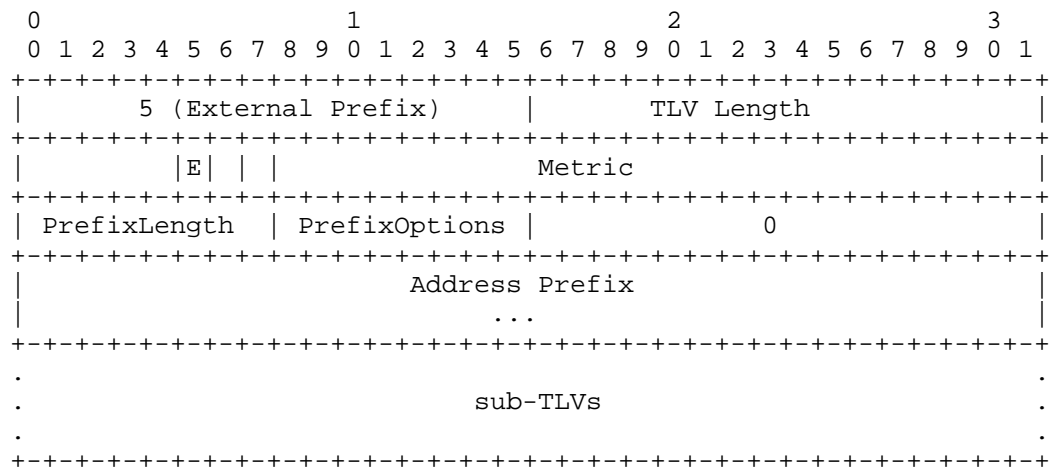 0                   1                   2                   3
 0 1 2 3 4 5 6 7 8 9 0 1 2 3 4 5 6 7 8 9 0 1 2 3 4 5 6 7 8 9 0 1
+-+-+-+-+-+-+-+-+-+-+-+-+-+-+-+-+-+-+-+-+-+-+-+-+-+-+-+-+-+-+-+-+
|       5 (External Prefix)     |       TLV Length              |
+-+-+-+-+-+-+-+-+-+-+-+-+-+-+-+-+-+-+-+-+-+-+-+-+-+-+-+-+-+-+-+-+
|         |E| | |                Metric                         |
+-+-+-+-+-+-+-+-+-+-+-+-+-+-+-+-+-+-+-+-+-+-+-+-+-+-+-+-+-+-+-+-+
| PrefixLength  | PrefixOptions |              0                |
+-+-+-+-+-+-+-+-+-+-+-+-+-+-+-+-+-+-+-+-+-+-+-+-+-+-+-+-+-+-+-+-+
|                        Address Prefix                         |
|                             ...                               |
+-+-+-+-+-+-+-+-+-+-+-+-+-+-+-+-+-+-+-+-+-+-+-+-+-+-+-+-+-+-+-+-+
.                                                               .
.                            sub-TLVs                           .
.                                                               .
+-+-+-+-+-+-+-+-+-+-+-+-+-+-+-+-+-+-+-+-+-+-+-+-+-+-+-+-+-+-+-+-+